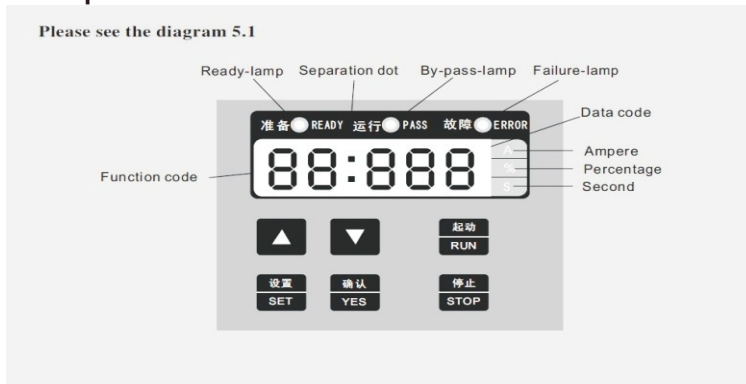 Please see the diagram 5.1
Ready-lamp Separation dot By-pass-lamp Failure-lamp
准备 READY 运行 PASS 故障 ERROR
Data code
88:888
A
Ampere
%
Percentage
S
Second
Function code
起动
RUN
设置
SET
确认
YES
停止
STOP